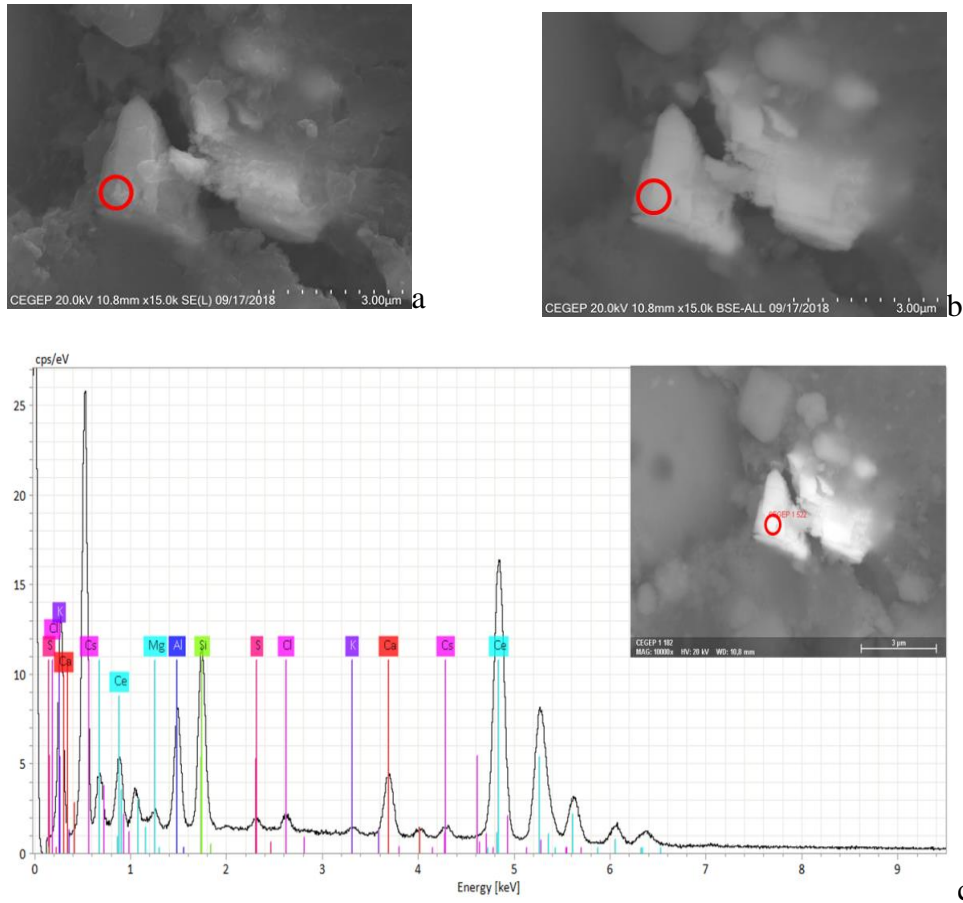 CEGEP 20.0kV 10.8mm x15.0k SE(L) 09/17/2018 3.00µm
a
CEGEP 20.0kV 10.8mm x15.0k BSE-ALL 09/17/2018 3.00µm
b
cps/eV
25
20
15
10
5
0
K
Cl
S
Ca
Cs
Ce
Mg
Al
Si
S
Cl
K
Ca
Cs
Ce
CEGEP 1 182
MAG: 10000x HV: 20 kV WD: 10,8 mm
3 µm
0 1 2 3 4 5 6 7 8 9
Energy [keV]
c